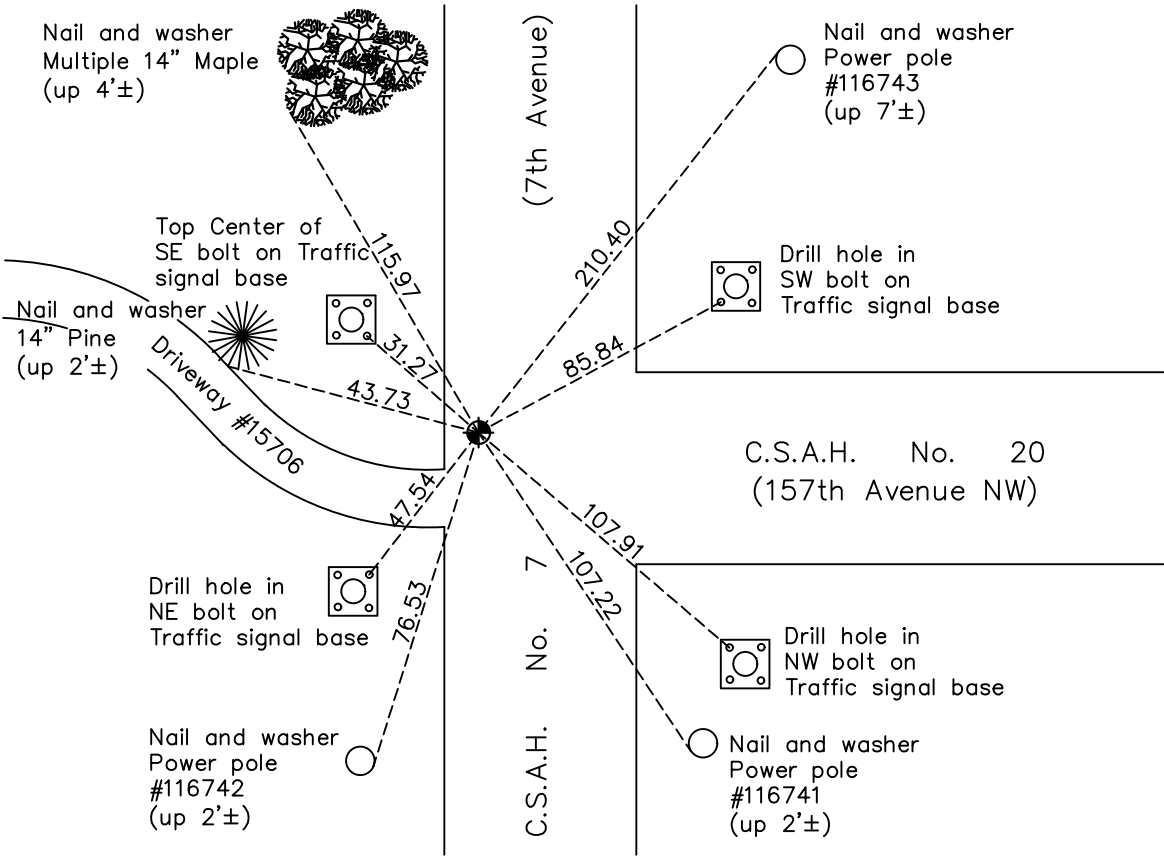 Nail and washer
Multiple 14" Maple
(up 4'±)
(7th Avenue)
Nail and washer
Power pole
#116743
(up 7'±)
Top Center of
SE bolt on Traffic
signal base
115.97
210.40
Drill hole in
SW bolt on
Traffic signal base
Nail and washer
14" Pine
(up 2'±)
Driveway #15706
31.27
43.73
85.84
C.S.A.H. No. 20
(157th Avenue NW)
47.54
107.91
107.22
76.53
Drill hole in
NE bolt on
Traffic signal base
C.S.A.H. No. 7
Drill hole in
NW bolt on
Traffic signal base
Nail and washer
Power pole
#116742
(up 2'±)
Nail and washer
Power pole
#116741
(up 2'±)